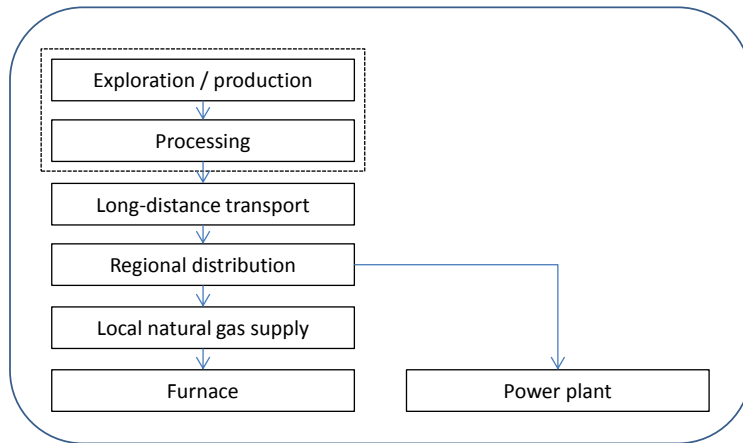 Exploration / production
Processing
Long-distance transport
Regional distribution
Local natural gas supply
Furnace
Power plant